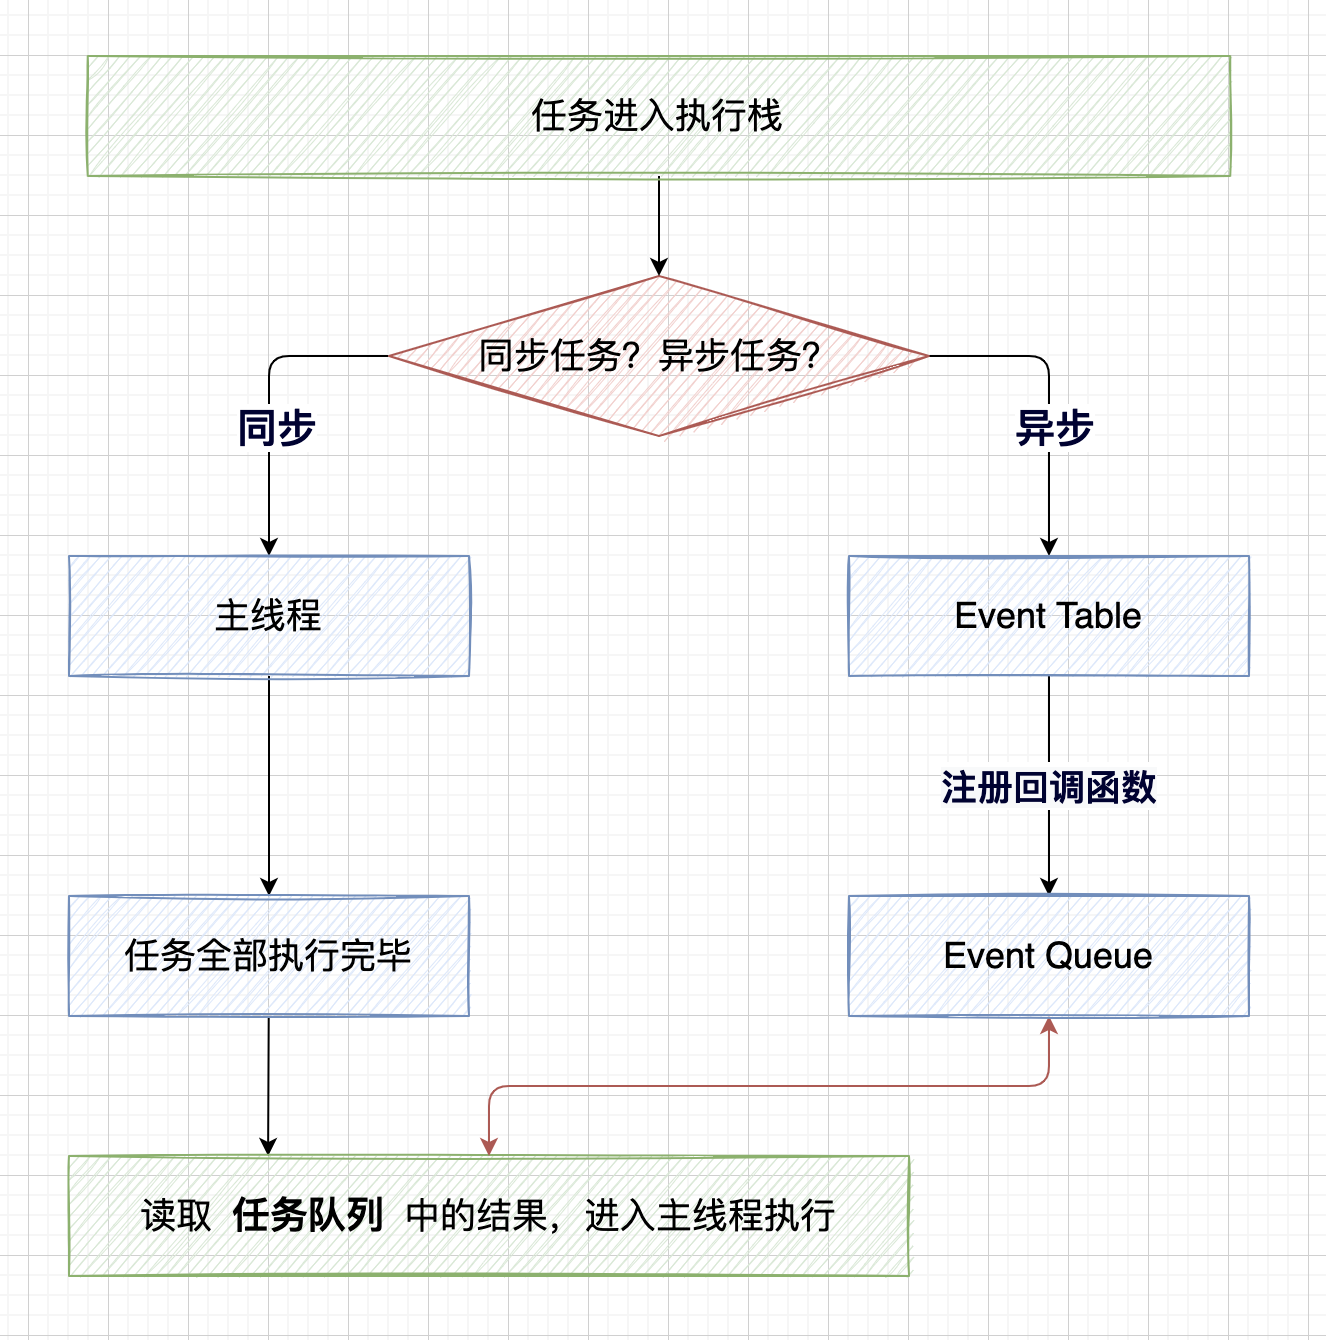 任务进入执行栈
同步任务？异步任务？
同步
异步
主线程
Event Table
注册回调函数
任务全部执行完毕
Event Queue
读取 任务队列 中的结果，进入主线程执行